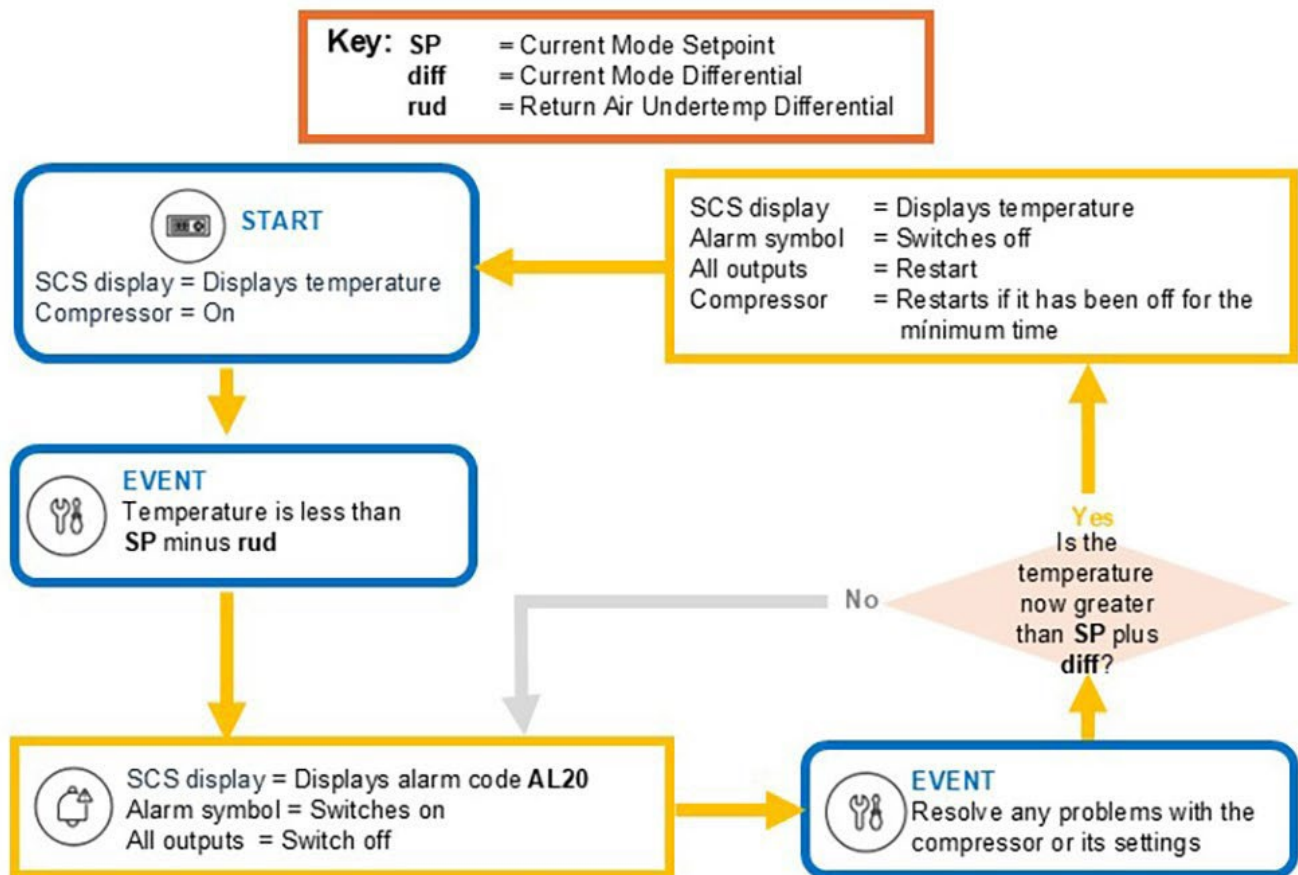 Key: SP = Current Mode Setpoint
diff = Current Mode Differential
rud = Return Air Undertemp Differential
START
SCS display = Displays temperature
Compressor = On
SCS display = Displays temperature
Alarm symbol = Switches off
All outputs = Restart
Compressor = Restarts if it has been off for the
mínimum time
EVENT
Temperature is less than
SP minus rud
Yes
Is the
temperature
now greater
than SP plus
diff?
No
SCS display = Displays alarm code AL20
Alarm symbol = Switches on
All outputs = Switch off
EVENT
Resolve any problems with the
compressor or its settings